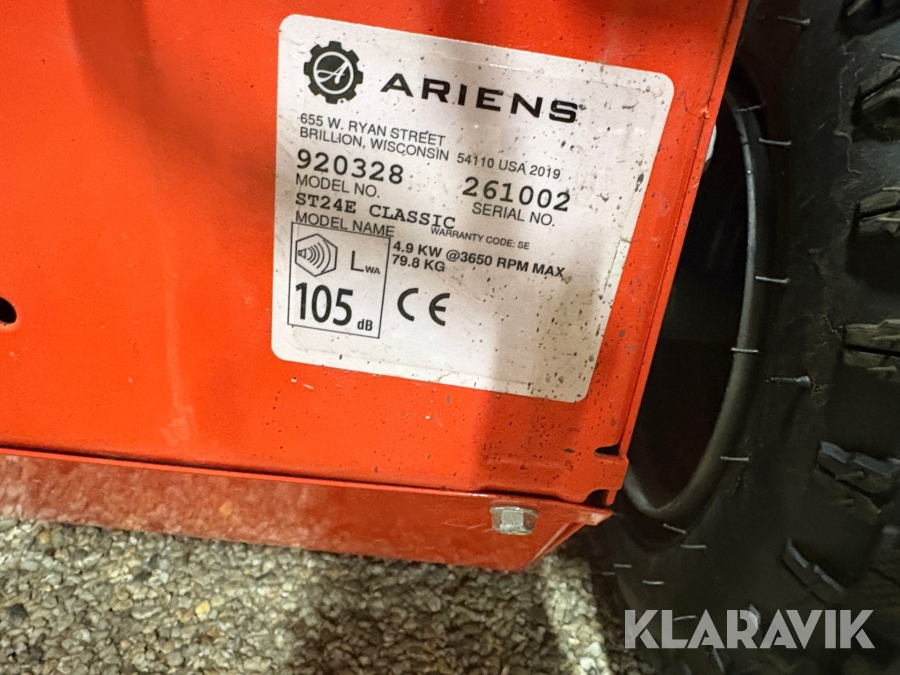 ARIENS
655 W. RYAN STREET
BRILLION, WISCONSIN 54110 USA 2019
920328 261002
MODEL NO. SERIAL NO.
ST24E CLASSIC
MODEL NAME WARRANTY CODE: SE
4.9 KW @3650 RPM MAX
79.8 KG
LWA
105 dB
CE
KLARAVIK